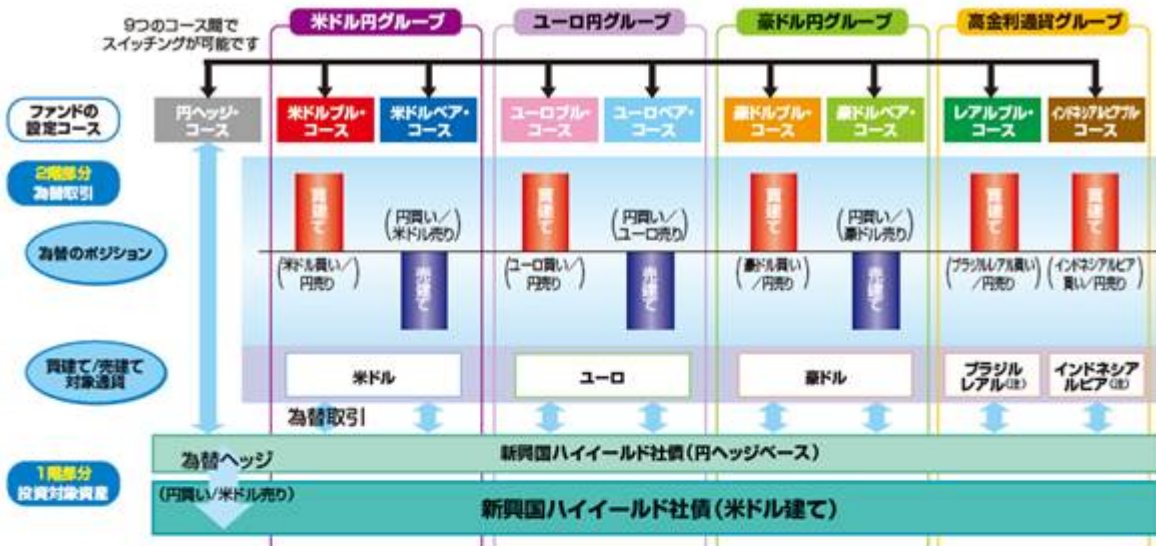 9つのコース間で
スイッチングが可能です
米ドル円グループ
ユーロ円グループ
豪ドル円グループ
高金利通貨グループ
ファンドの
設定コース
円ヘッジ・
コース
米ドルブル・
コース
米ドルベア・
コース
ユーロブル・
コース
ユーロベア・
コース
豪ドルブル・
コース
豪ドルベア・
コース
レアルブル・
コース
インドネシアルピアブル・
コース
2階部分
為替取引
為替のポジション
買建て
(米ドル買い/
円売り)
(円買い/
米ドル売り)
売建て
買建て
(ユーロ買い/
円売り)
(円買い/
ユーロ売り)
売建て
買建て
(豪ドル買い
/円売り)
(円買い/
豪ドル売り)
売建て
買建て
(ブラジルレアル買い
/円売り)
買建て
(インドネシアルピア
買い/円売り)
買建て/売建て
対象通貨
米ドル
ユーロ
豪ドル
ブラジル
レアル(注)
インドネシア
ルピア(注)
為替取引
1階部分
投資対象資産
為替ヘッジ
(円買い/米ドル売り)
新興国ハイイールド社債(円ヘッジベース)
新興国ハイイールド社債(米ドル建て)